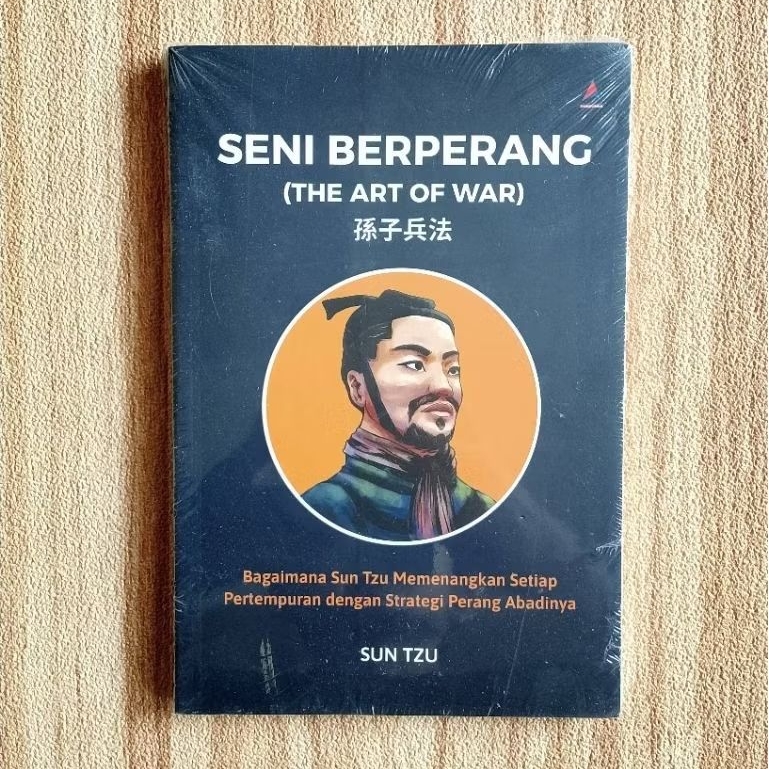 SENI BERPERANG
(THE ART OF WAR)
孫子兵法
Bagaimana Sun Tzu Memenangkan Setiap
Pertempuran dengan Strategi Perang Abadinya
SUN TZU